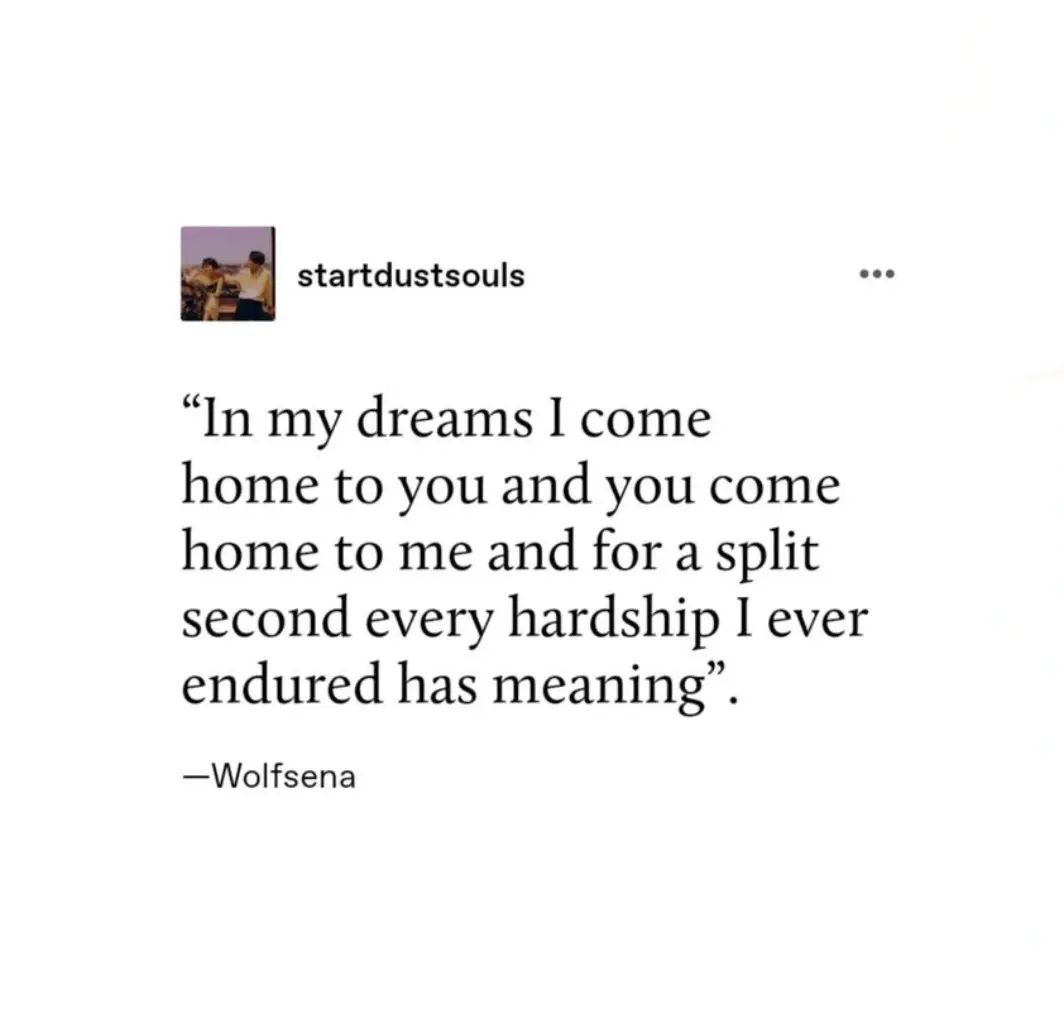 startdustsouls
“In my dreams I come
home to you and you come
home to me and for a split
second every hardship I ever
endured has meaning”.
—Wolfsena